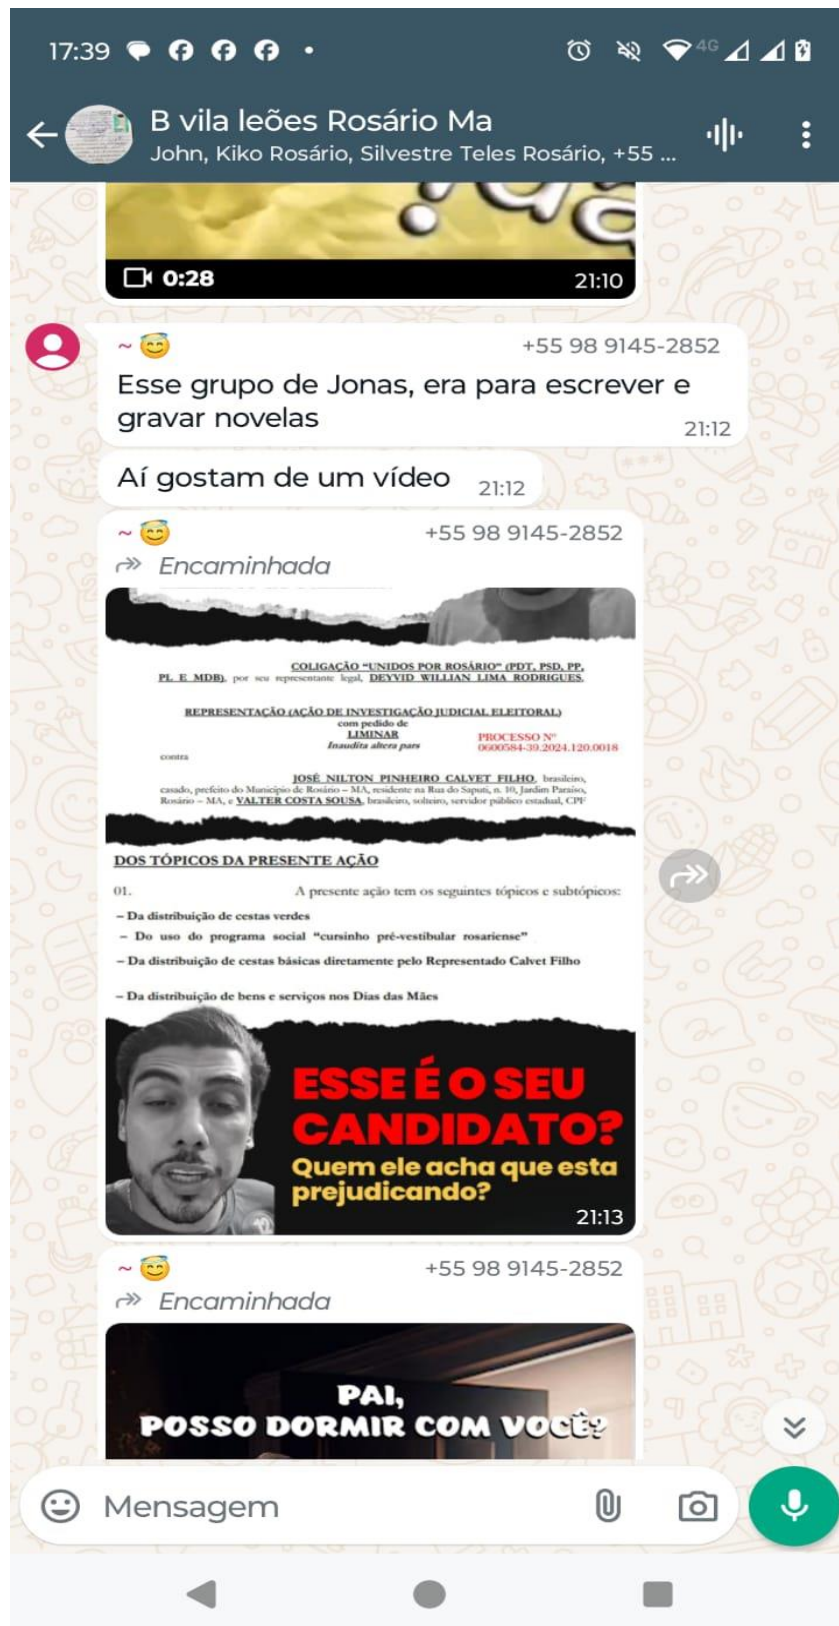 17:39
4G
B vila leões Rosário Ma
John, Kiko Rosário, Silvestre Teles Rosário, +55 ...
0:28
21:10
~ 😇 +55 98 9145-2852
Esse grupo de Jonas, era para escrever e
gravar novelas
21:12
Aí gostam de um vídeo 21:12
~ 😇 +55 98 9145-2852
Encaminhada
COLIGAÇÃO "UNIDOS POR ROSÁRIO" (PDT, PSD, PP,
PL E MDB), por seu representante legal, DEYVID WILLIAN LIMA RODRIGUES,
REPRESENTAÇÃO (AÇÃO DE INVESTIGAÇÃO JUDICIAL ELEITORAL)
com pedido de
LIMINAR
Inaudita altera pars
PROCESSO Nº
0600584-39.2024.120.0018
contra
JOSÉ NILTON PINHEIRO CALVET FILHO, brasileiro,
casado, prefeito do Município de Rosário – MA, residente na Rua do Saputi, n. 10, Jardim Paraíso,
Rosário – MA, e VALTER COSTA SOUSA, brasileiro, solteiro, servidor público estadual, CPF
DOS TÓPICOS DA PRESENTE AÇÃO
01. A presente ação tem os seguintes tópicos e subtópicos:
– Da distribuição de cestas verdes
– Do uso do programa social "cursinho pré-vestibular rosariense"
– Da distribuição de cestas básicas diretamente pelo Representado Calvet Filho
– Da distribuição de bens e serviços nos Dias das Mães
ESSE É O SEU
CANDIDATO?
Quem ele acha que esta
prejudicando?
21:13
~ 😇 +55 98 9145-2852
Encaminhada
PAI,
POSSO DORMIR COM VOCÊ?
Mensagem